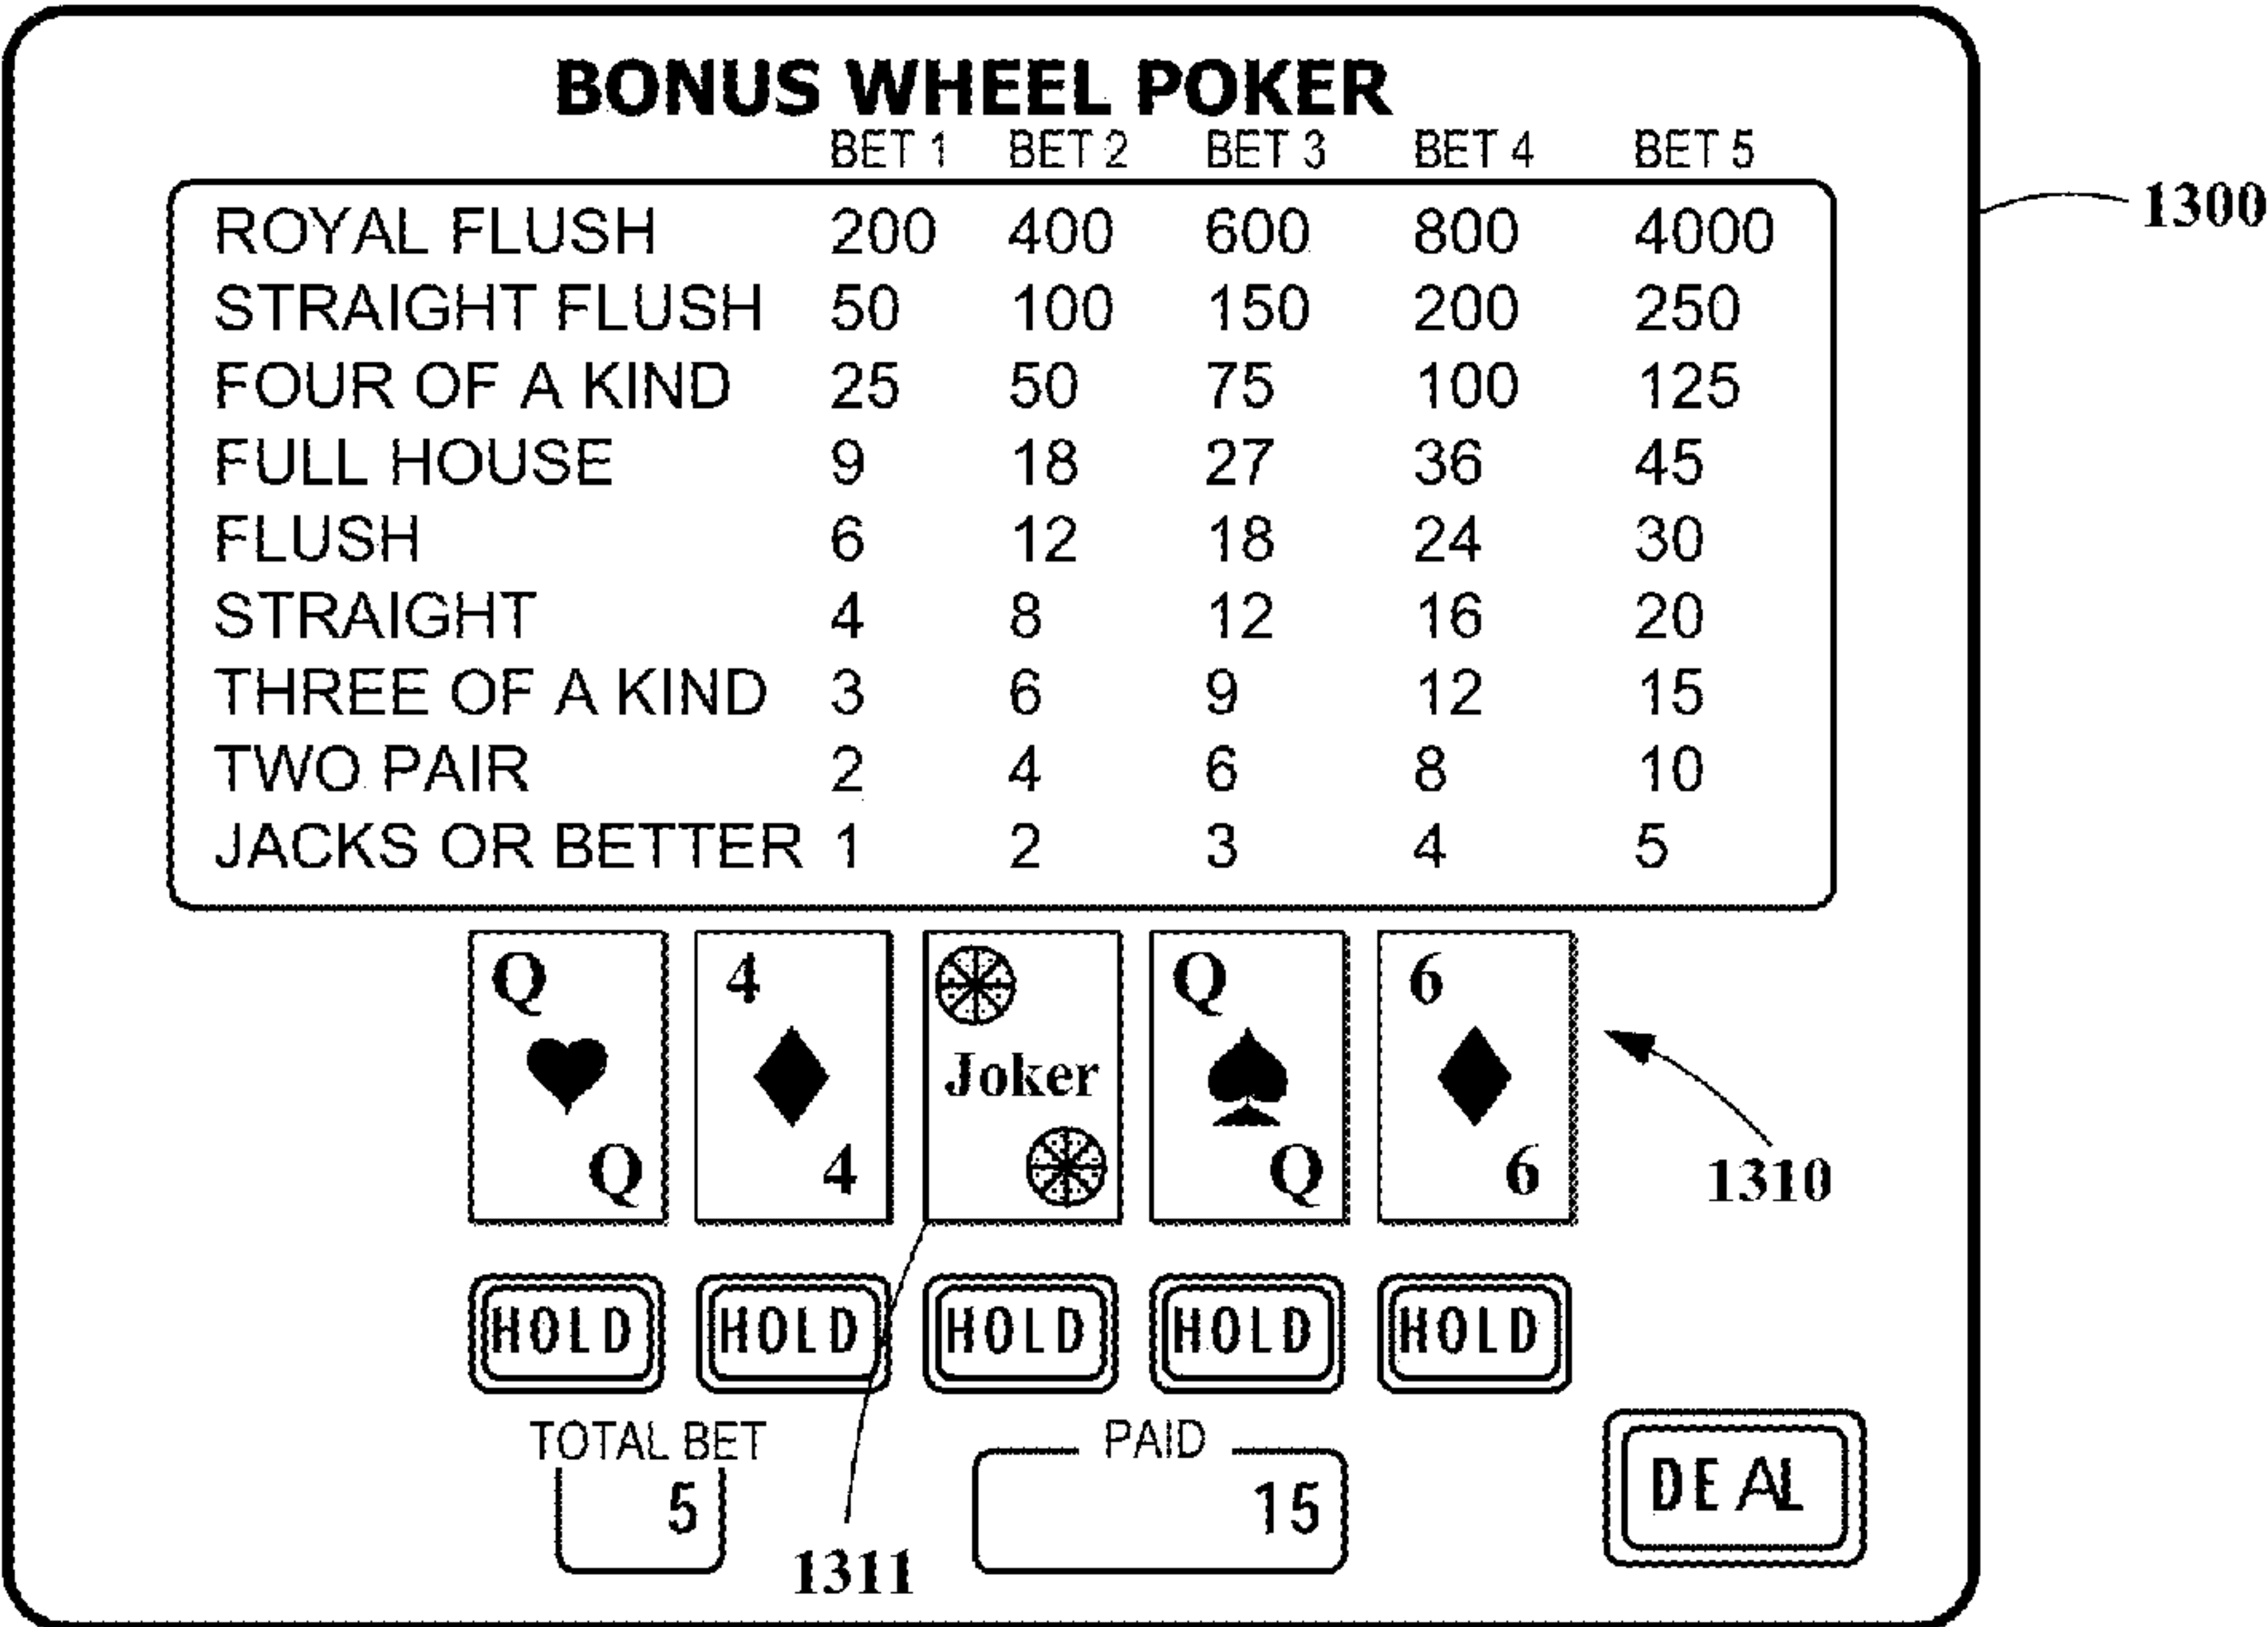 BONUS WHEEL POKER
BET 1 BET 2 BET 3 BET 4 BET 5
ROYAL FLUSH 200 400 600 800 4000
1300
STRAIGHT FLUSH 50 100 150 200 250
FOUR OF A KIND 25 50 75 100 125
FULL HOUSE 9 18 27 36 45
FLUSH 6 12 18 24 30
STRAIGHT 4 8 12 16 20
THREE OF A KIND 3 6 9 12 15
TWO PAIR 2 4 6 8 10
JACKS OR BETTER 1 2 3 4 5
Q 4 Q 6
Joker
Q 4 Q 6
1310
HOLD HOLD HOLD HOLD HOLD
TOTAL BET PAID
5 15 DEAL
1311